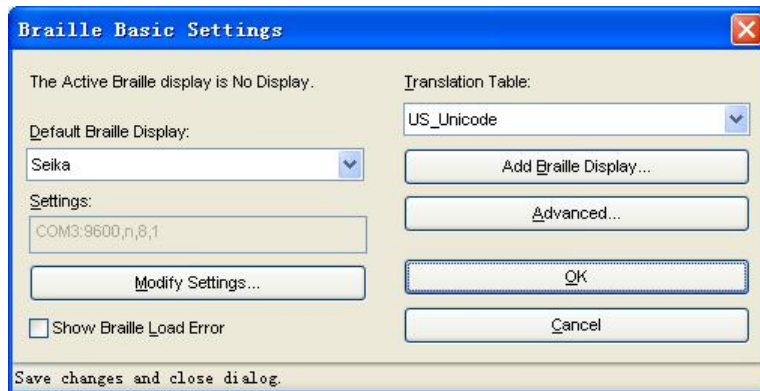 Braille Basic Settings
The Active Braille display is No Display.
Default Braille Display:
Seika
Settings:
COM3:9600,n,8,1
Modify Settings...
Show Braille Load Error
Translation Table:
US_Unicode
Add Braille Display...
Advanced...
OK
Cancel
Save changes and close dialog.